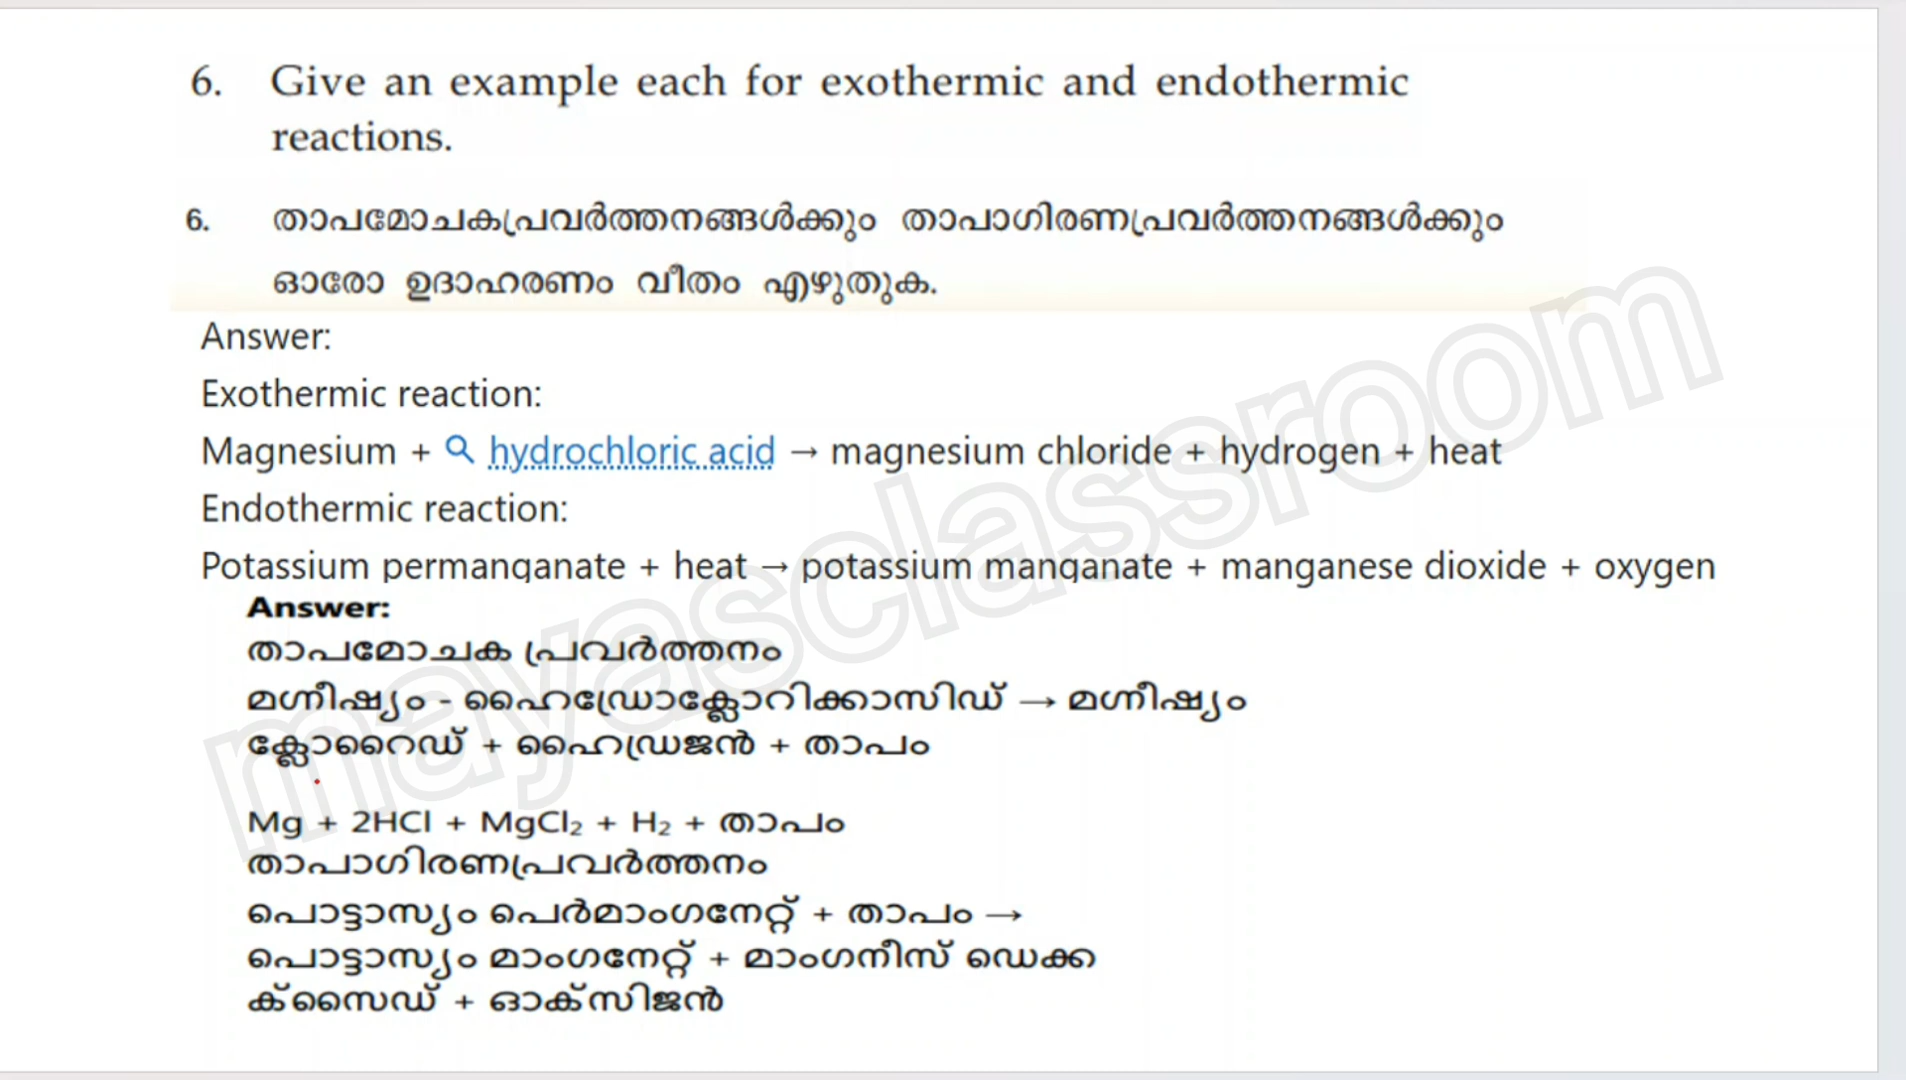 6. Give an example each for exothermic and endothermic
reactions.
6. താപമോചകപ്രവർത്തനങ്ങൾക്കും താപാഗിരണപ്രവർത്തനങ്ങൾക്കും
ഓരോ ഉദാഹരണം വീതം എഴുതുക.
Answer:
Exothermic reaction:
Magnesium + hydrochloric acid → magnesium chloride + hydrogen + heat
Endothermic reaction:
Potassium permanganate + heat → potassium manganate + manganese dioxide + oxygen
Answer:
താപമോചക പ്രവർത്തനം
മഗ്നീഷ്യം - ഹൈഡ്രോക്ലോറിക്കാസിഡ് → മഗ്നീഷ്യം
ക്ലോറൈഡ് + ഹൈഡ്രജൻ + താപം
Mg + 2HCl + MgCl₂ + H₂ + താപം
താപാഗിരണപ്രവർത്തനം
പൊട്ടാസ്യം പെർമാംഗനേറ്റ് + താപം →
പൊട്ടാസ്യം മാംഗനേറ്റ് + മാംഗനീസ് ഡൈക്ക
ക്സൈഡ് + ഓക്സിജൻ
mayasclassroom